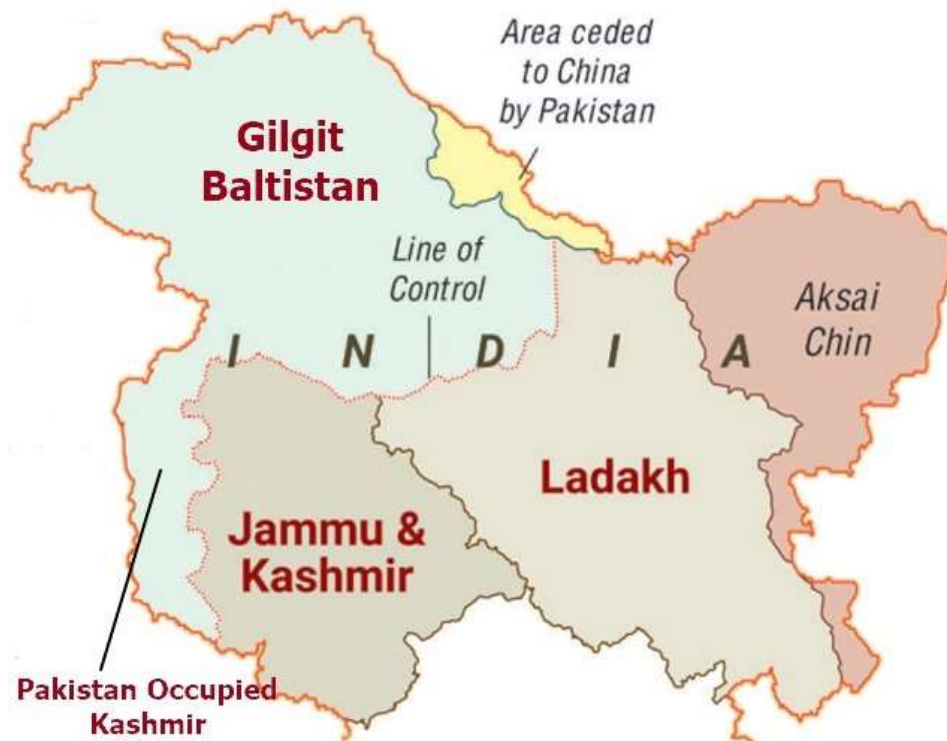 Area ceded
to China
by Pakistan
Gilgit
Baltistan
Line of
Control
Aksai
Chin
I N D I A
Ladakh
Jammu &
Kashmir
Pakistan Occupied
Kashmir